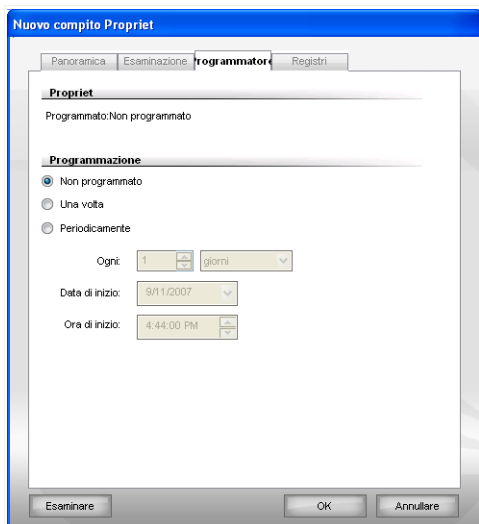 Nuovo compito Propriet
Panoramica Esaminazione Programmatore Registri
Propriet
Programmato:Non programmato
Programmazione
Non programmato
Una volta
Periodicamente
Ogni: 1 giorni
Data di inizio: 9/11/2007
Ora di inizio: 4:44:00 PM
Esaminare OK Annullare